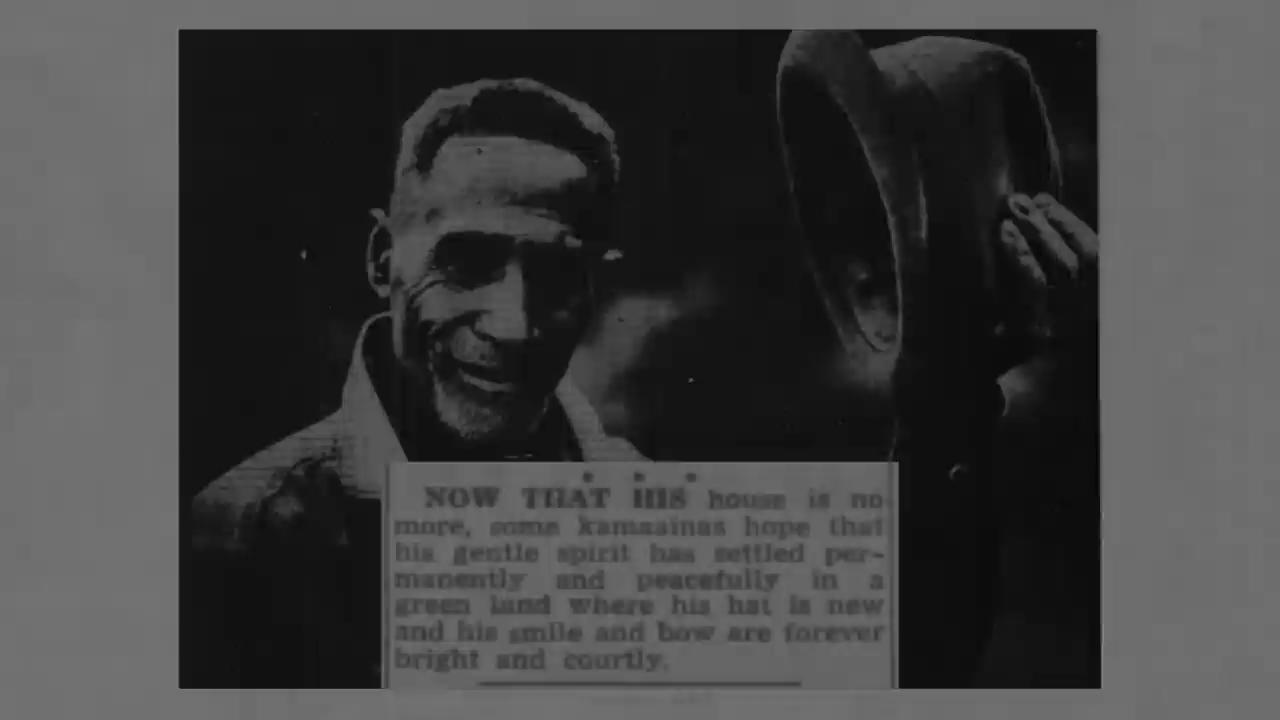 NOW THAT HIS house is no
more, some kamaainas hope that
his gentle spirit has settled per-
manently and peacefully in a
green land where his hat is new
and his smile and bow are forever
bright and courtly.